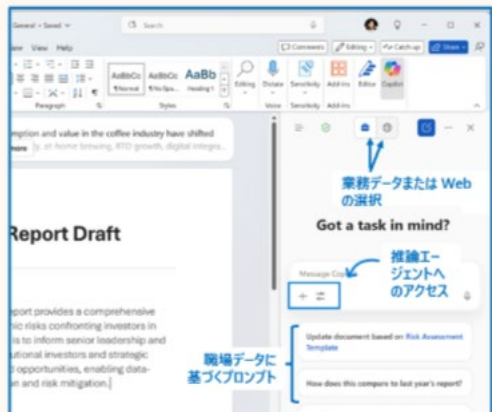 General • Saved
Search
View Help
Comments Editing Catch up Share
AaBbCc AaBbCc AaBb
Normal No Spa... Heading 1
Editing Dictate Sensitivity Add-ins Editor Copilot
Paragraph Styles Voice Sensitivity Add-ins
mption and value in the coffee industry have shifted
more y, at-home brewing, RTD growth, digital integra...
業務データまたは Web
の選択
Got a task in mind?
Report Draft
推論エー
ジェントへ
のアクセス
Message Cop
port provides a comprehensive
ic risks confronting investors in
is to inform senior leadership and
utional investors and strategic
d opportunities, enabling data-
n and risk mitigation.
職場データに
基づくプロンプト
Update document based on Risk Assessment
Template
How does this compare to last year's report?